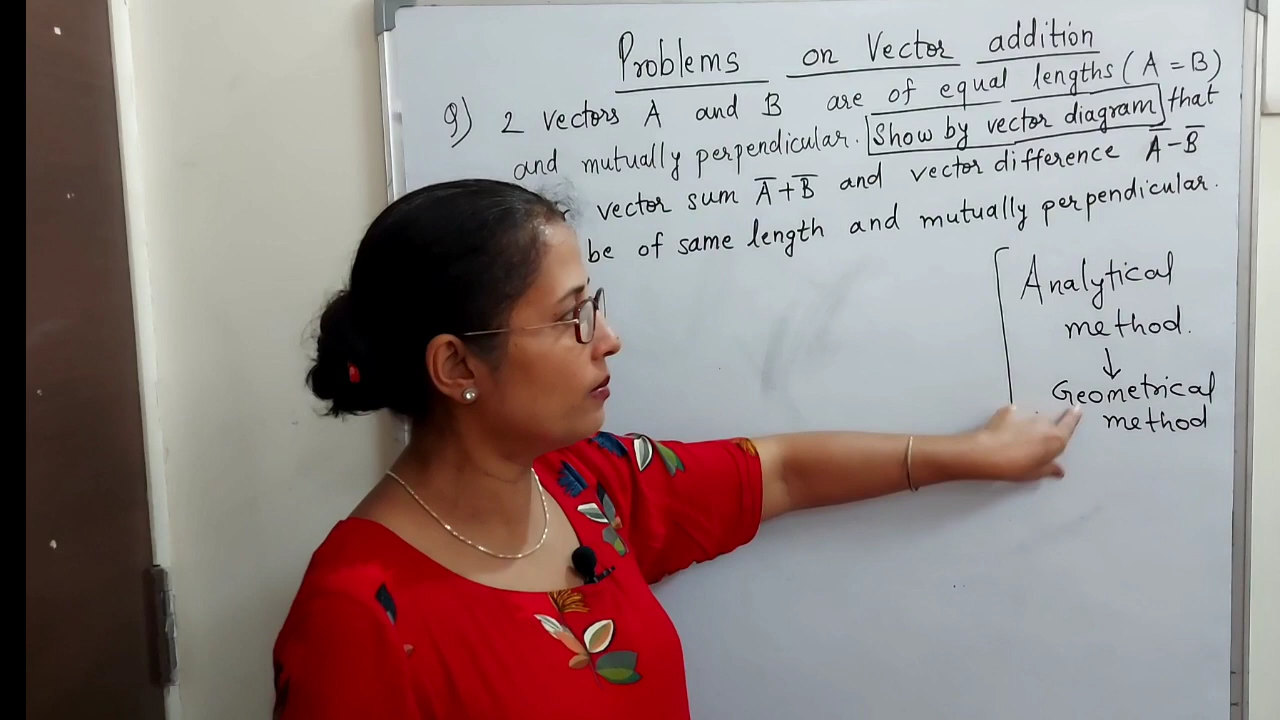 Problems on Vector addition
Q) 2 vectors A and B are of equal lengths (A = B)
and mutually perpendicular. Show by vector diagram that
vector sum A̅+B̅ and vector difference A̅-B̅
be of same length and mutually perpendicular.
Analytical
method.
↓
Geometrical
method